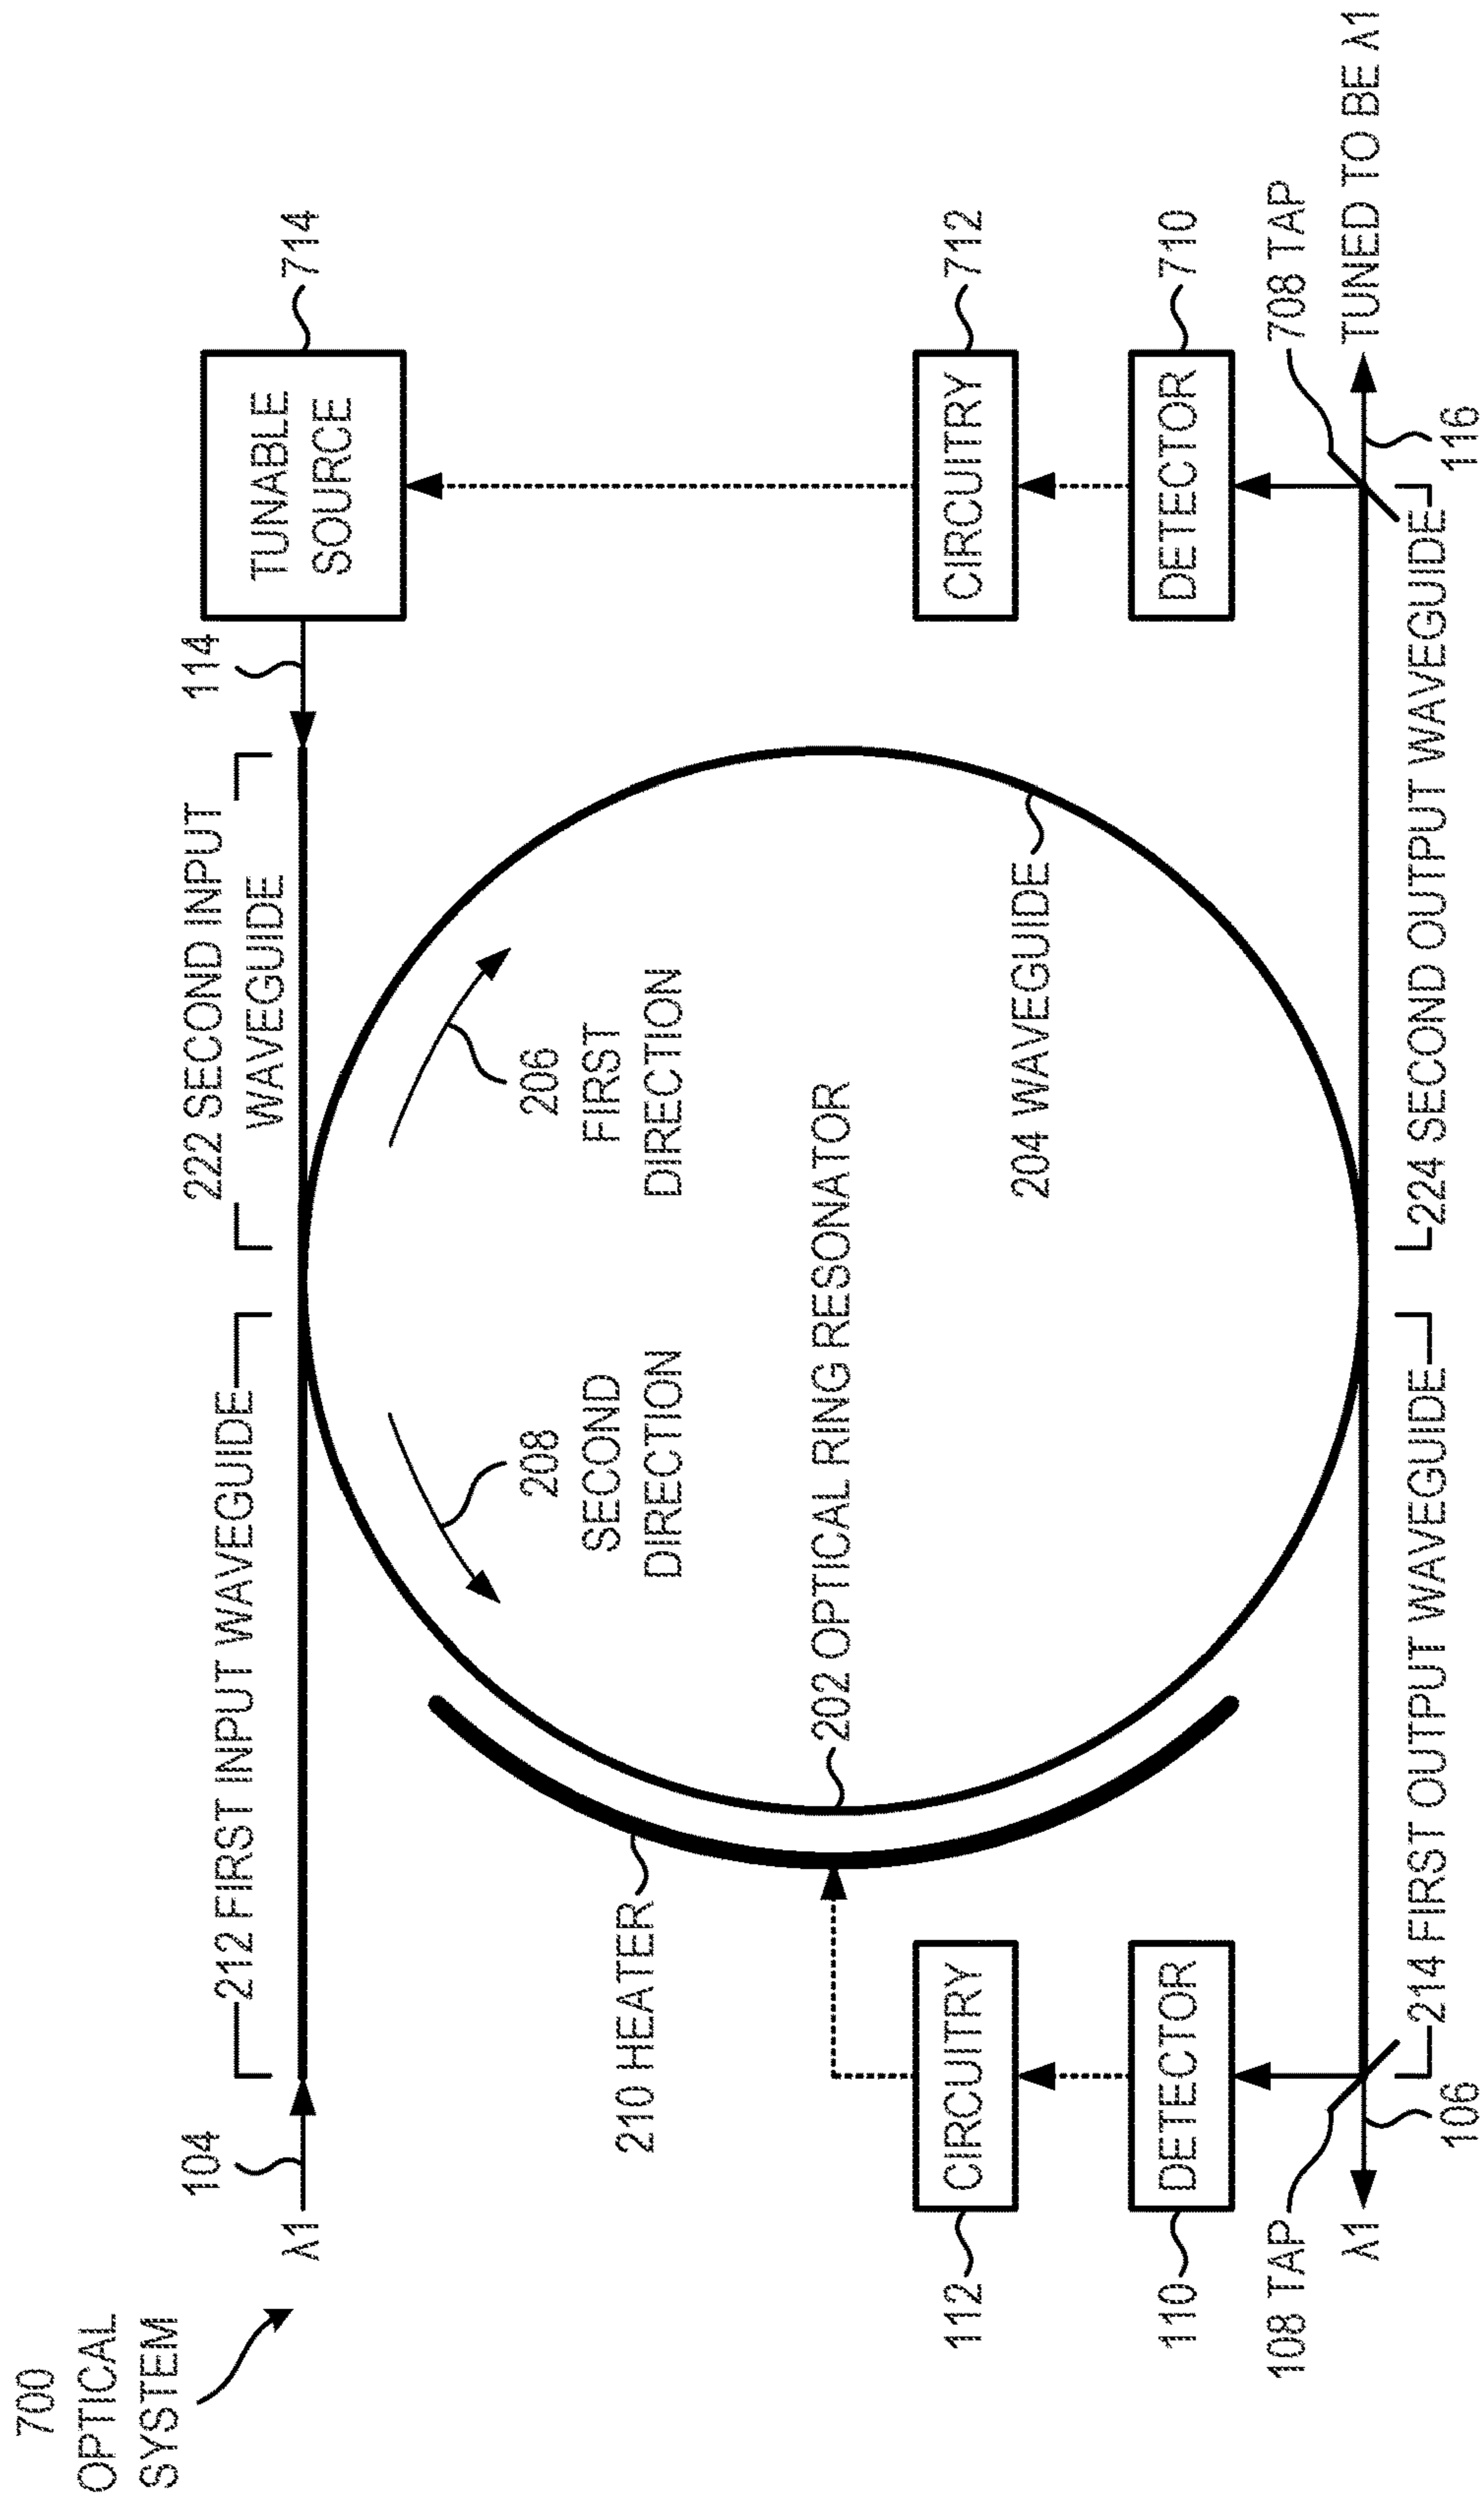 700
OPTICAL
SYSTEM
λ1
104
212 FIRST INPUT WAVEGUIDE
222 SECOND INPUT
WAVEGUIDE
114
TUNABLE
SOURCE
714
208
SECOND
DIRECTION
206
FIRST
DIRECTION
210 HEATER
202 OPTICAL RING RESONATOR
204 WAVEGUIDE
112
CIRCUITRY
CIRCUITRY
712
110
DETECTOR
DETECTOR
710
108 TAP
708 TAP
λ1
TUNED TO BE λ1
106
214 FIRST OUTPUT WAVEGUIDE
224 SECOND OUTPUT WAVEGUIDE
116